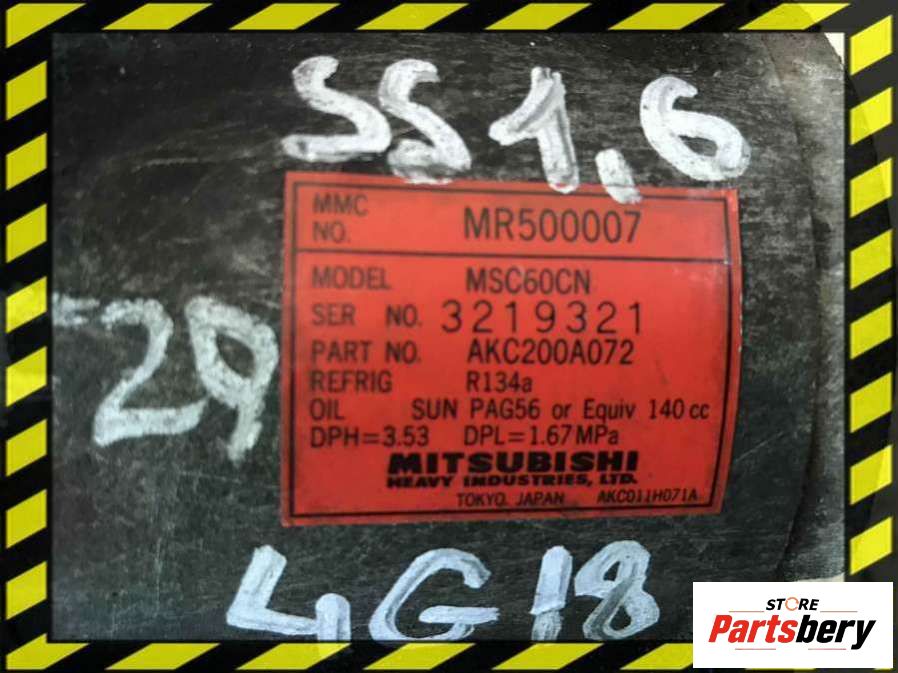 SS1,6
MMC NO. MR500007
MODEL MSC60CN
SER NO. 3219321
PART NO. AKC200A072
REFRIG R134a
OIL SUN PAG56 or Equiv 140 cc
DPH=3.53 DPL=1.67MPa
MITSUBISHI
HEAVY INDUSTRIES, LTD.
TOKYO, JAPAN AKC011H071A
29
4G18
STORE
Partsbery